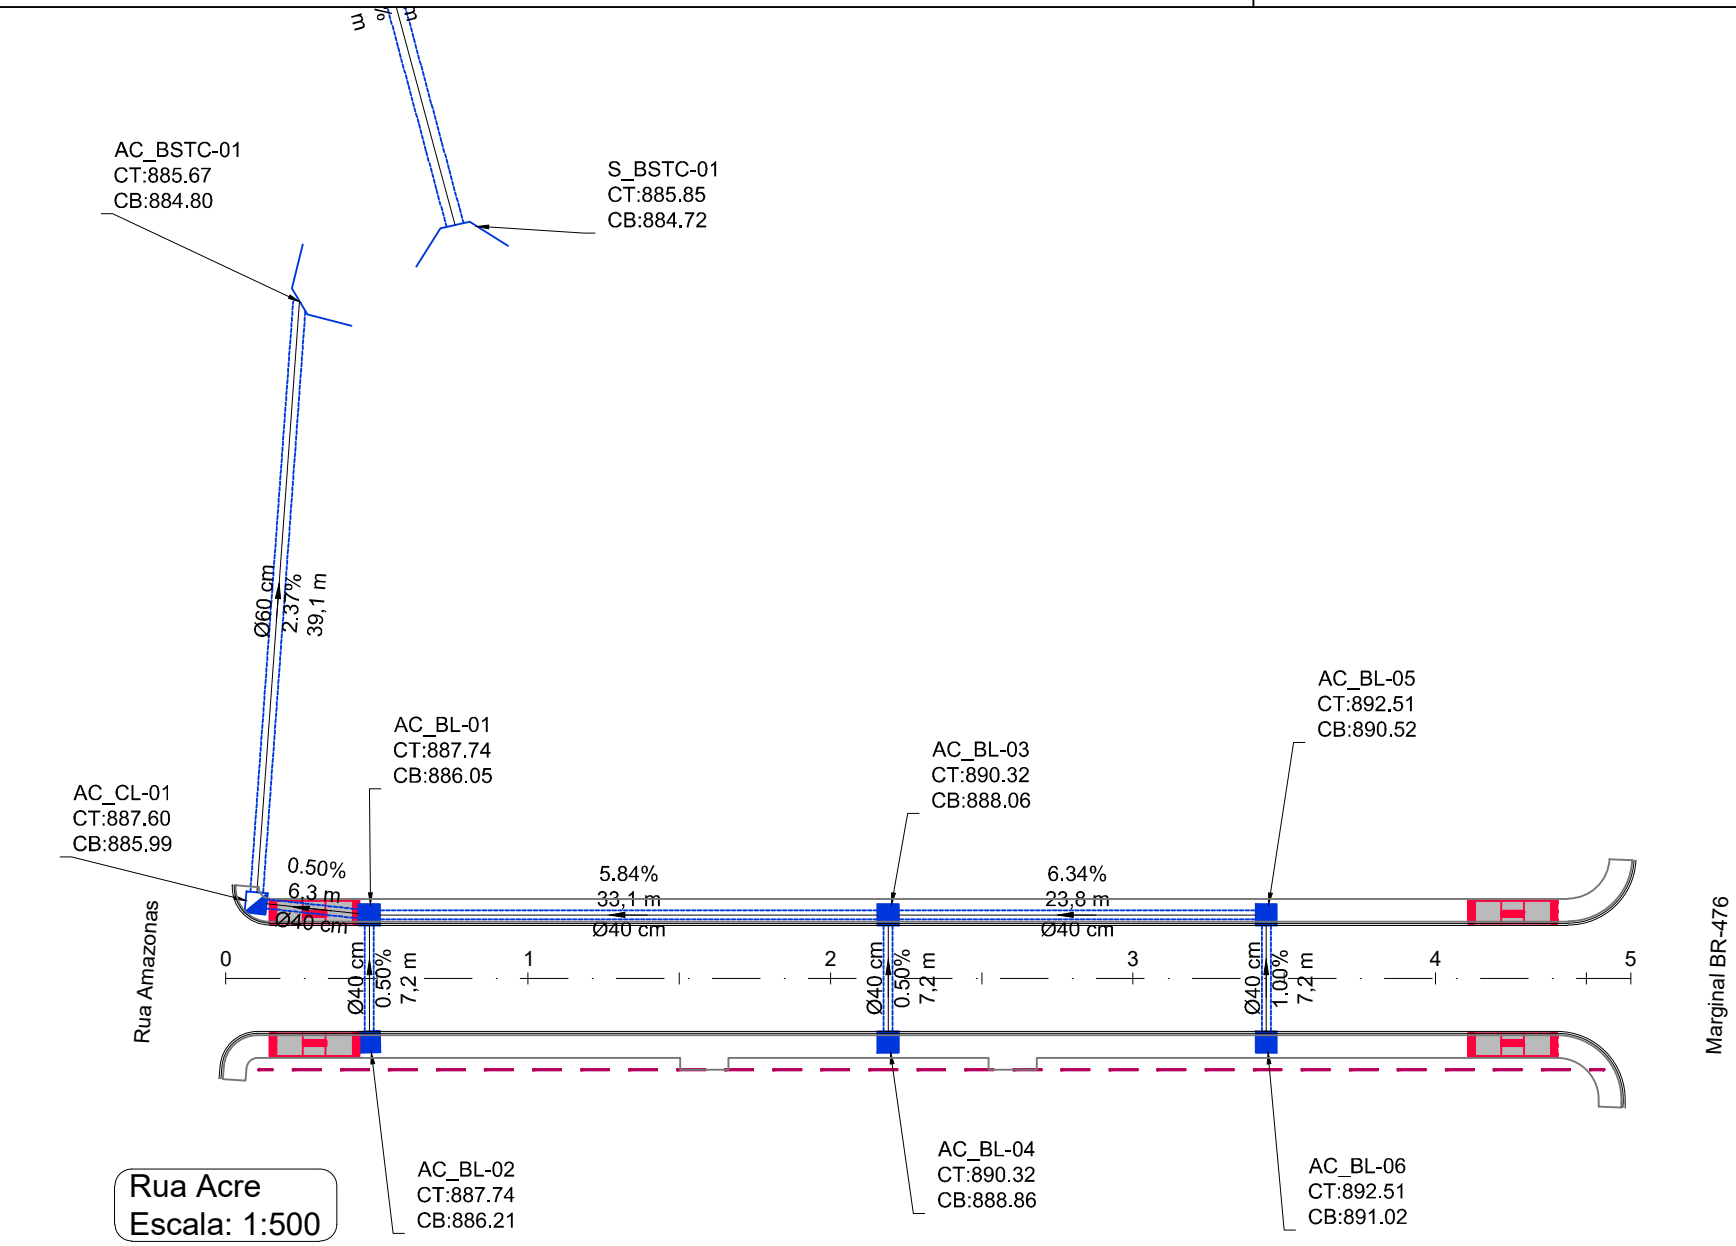 %
m
m
AC_BSTC-01
CT:885.67
CB:884.80
S_BSTC-01
CT:885.85
CB:884.72
Ø60 cm
2.37%
39,1 m
AC_BL-05
CT:892.51
CB:890.52
AC_BL-01
CT:887.74
CB:886.05
AC_BL-03
CT:890.32
CB:888.06
AC_CL-01
CT:887.60
CB:885.99
0.50%
6,3 m
Ø40 cm
5.84%
33,1 m
Ø40 cm
6.34%
23,8 m
Ø40 cm
Rua Amazonas
0
1
2
3
4
5
Marginal BR-476
Ø40 cm
0.50%
7,2 m
Ø40 cm
0.50%
7,2 m
Ø40 cm
1.00%
7,2 m
AC_BL-02
CT:887.74
CB:886.21
AC_BL-04
CT:890.32
CB:888.86
AC_BL-06
CT:892.51
CB:891.02
Rua Acre
Escala: 1:500